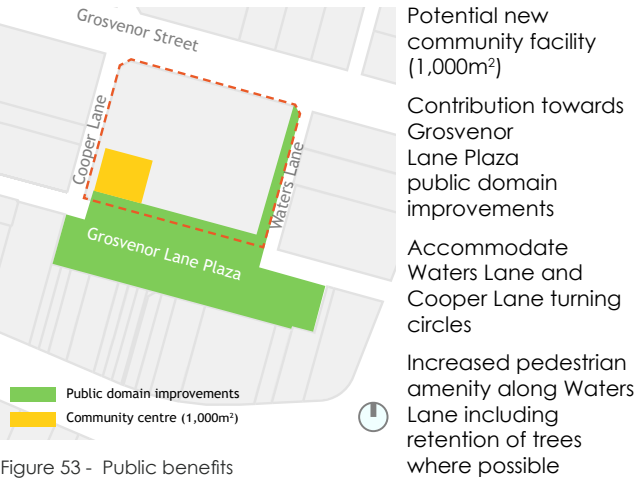 Grosvenor Street
Cooper Lane
Waters Lane
Grosvenor Lane Plaza
Public domain improvements
Community centre (1,000m²)
Figure 53 - Public benefits
Potential new
community facility
(1,000m²)
Contribution towards
Grosvenor
Lane Plaza
public domain
improvements
Accommodate
Waters Lane and
Cooper Lane turning
circles
Increased pedestrian
amenity along Waters
Lane including
retention of trees
where possible